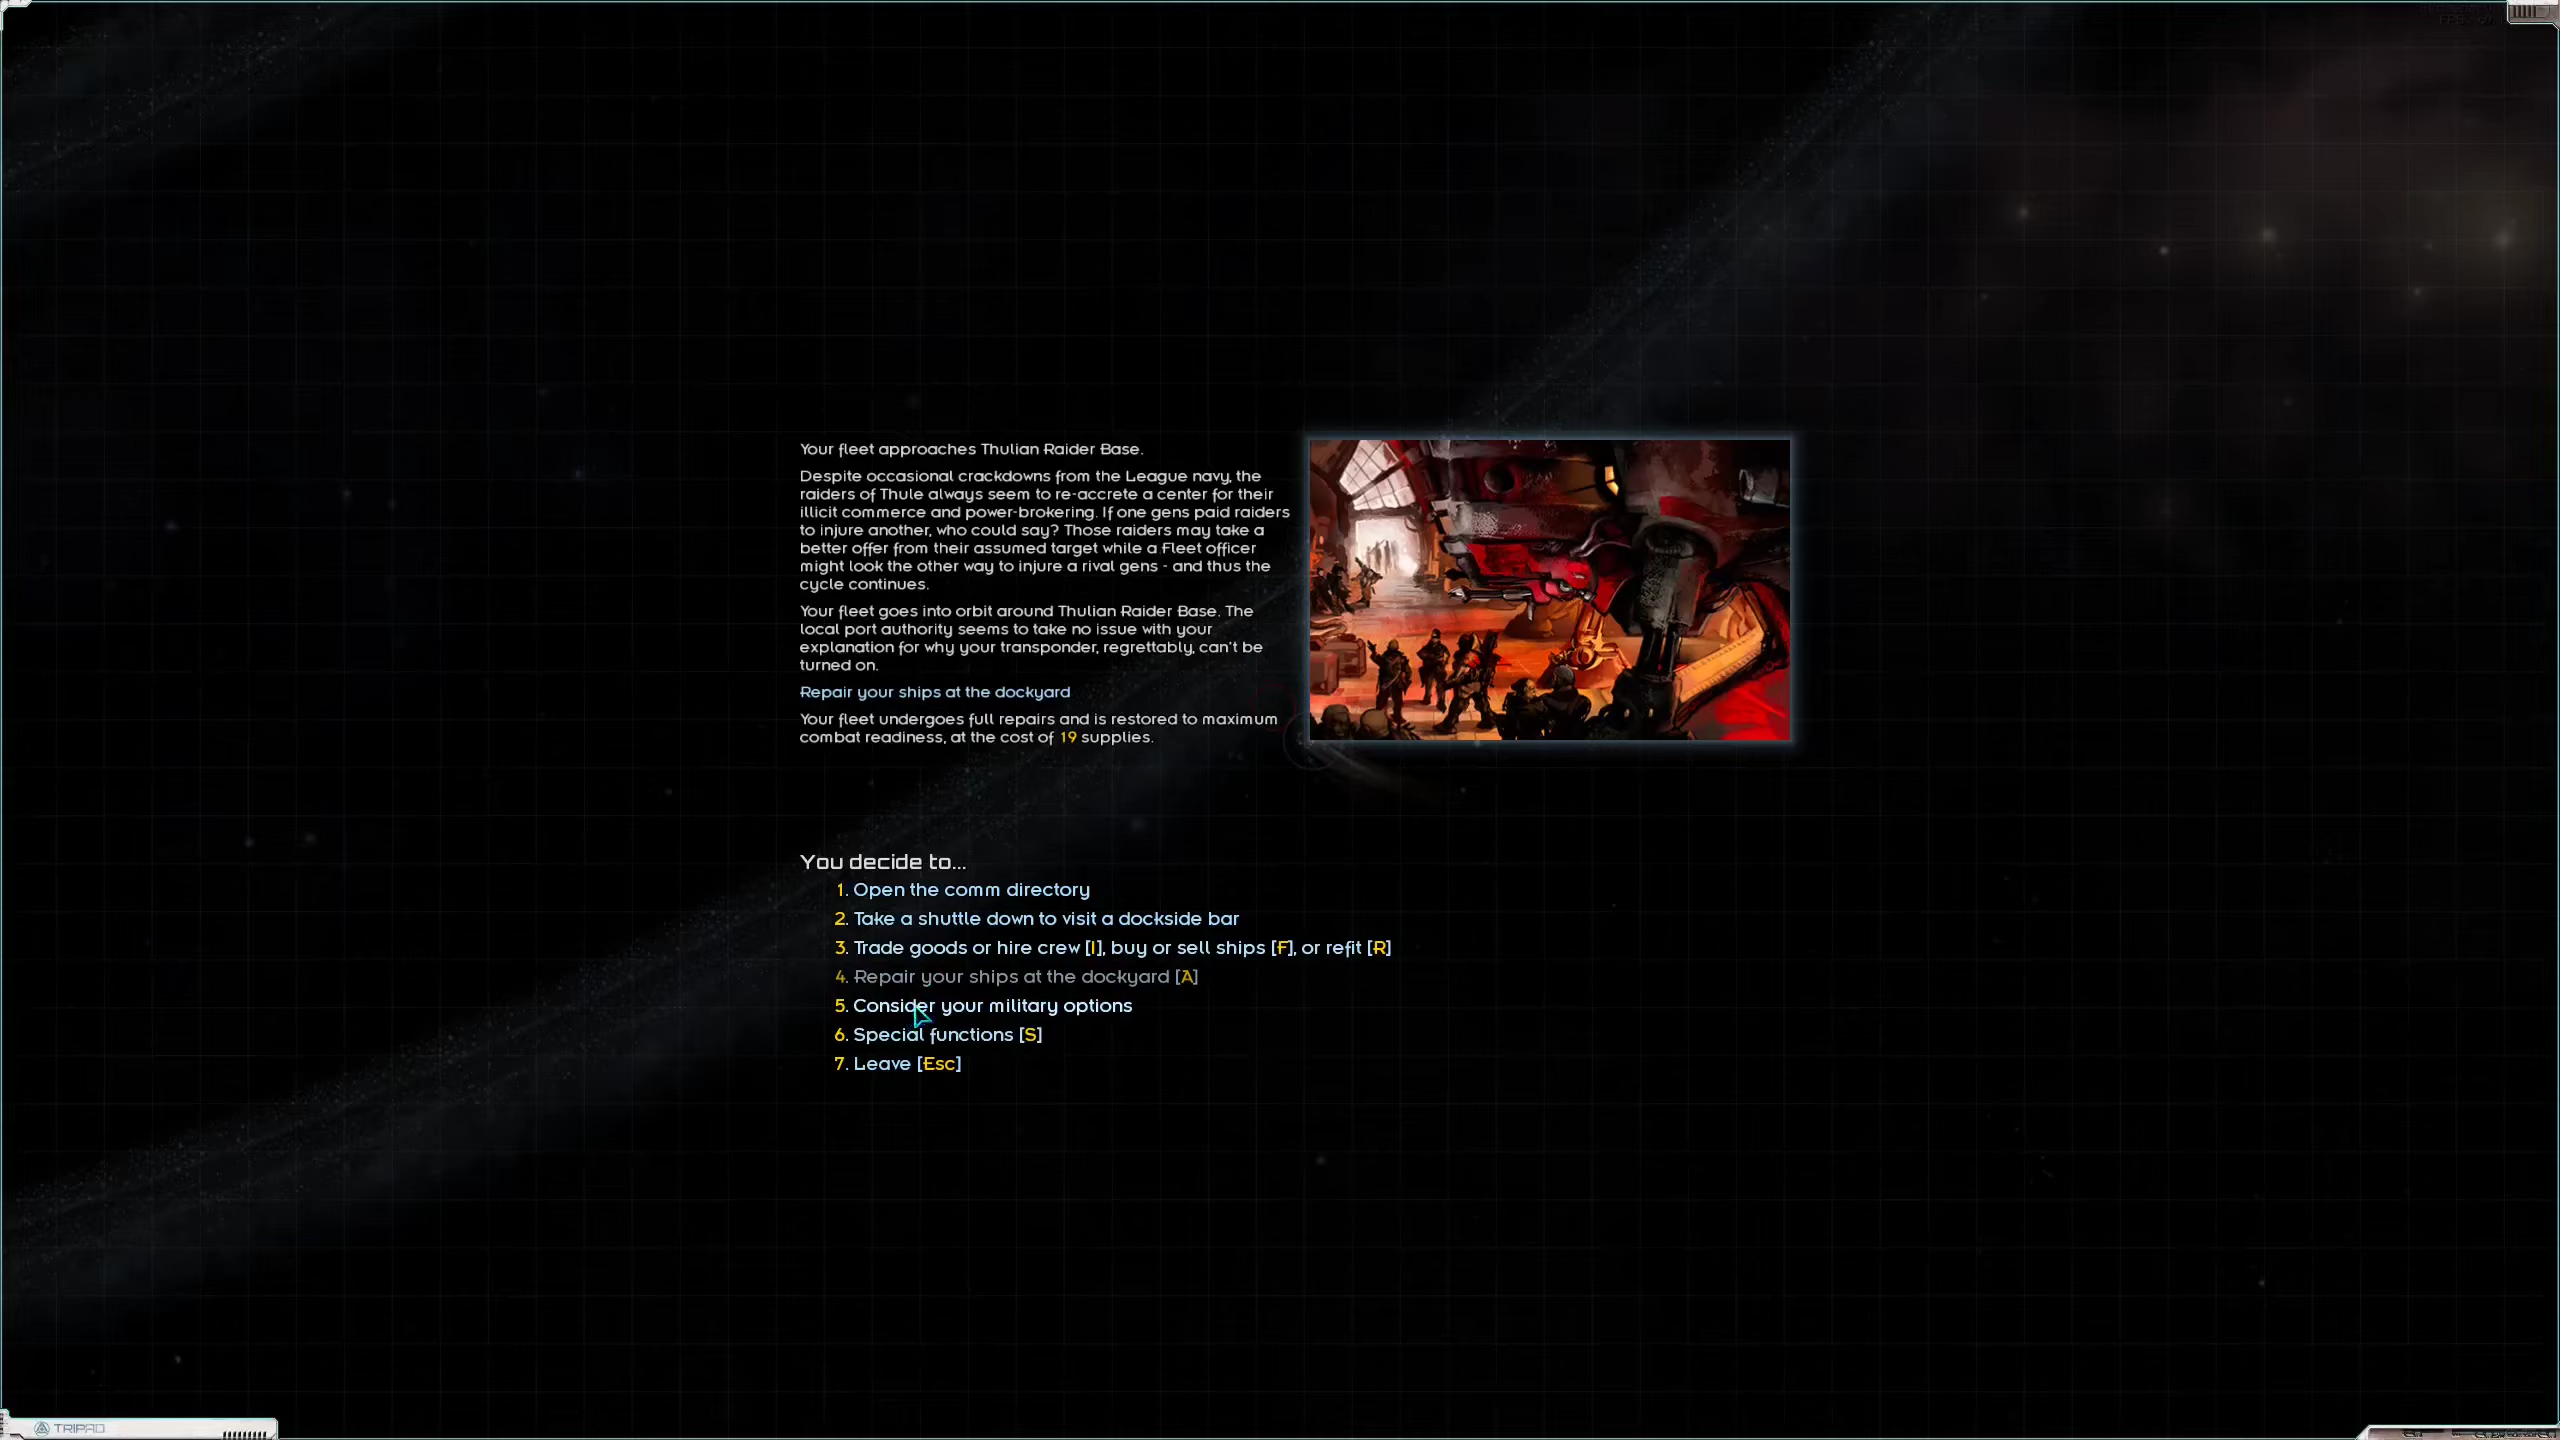 Your fleet approaches Thulian Raider Base.
Despite occasional crackdowns from the League navy, the
raiders of Thule always seem to re-accrete a center for their
illicit commerce and power-brokering. If one gens paid raiders
to injure another, who could say? Those raiders may take a
better offer from their assumed target while a Fleet officer
might look the other way to injure a rival gens - and thus the
cycle continues.
Your fleet goes into orbit around Thulian Raider Base. The
local port authority seems to take no issue with your
explanation for why your transponder, regrettably, can't be
turned on.
Repair your ships at the dockyard
Your fleet undergoes full repairs and is restored to maximum
combat readiness, at the cost of 19 supplies.
You decide to...
1. Open the comm directory
2. Take a shuttle down to visit a dockside bar
3. Trade goods or hire crew [I], buy or sell ships [F], or refit [R]
4. Repair your ships at the dockyard [A]
5. Consider your military options
6. Special functions [S]
7. Leave [Esc]
TRIPAD